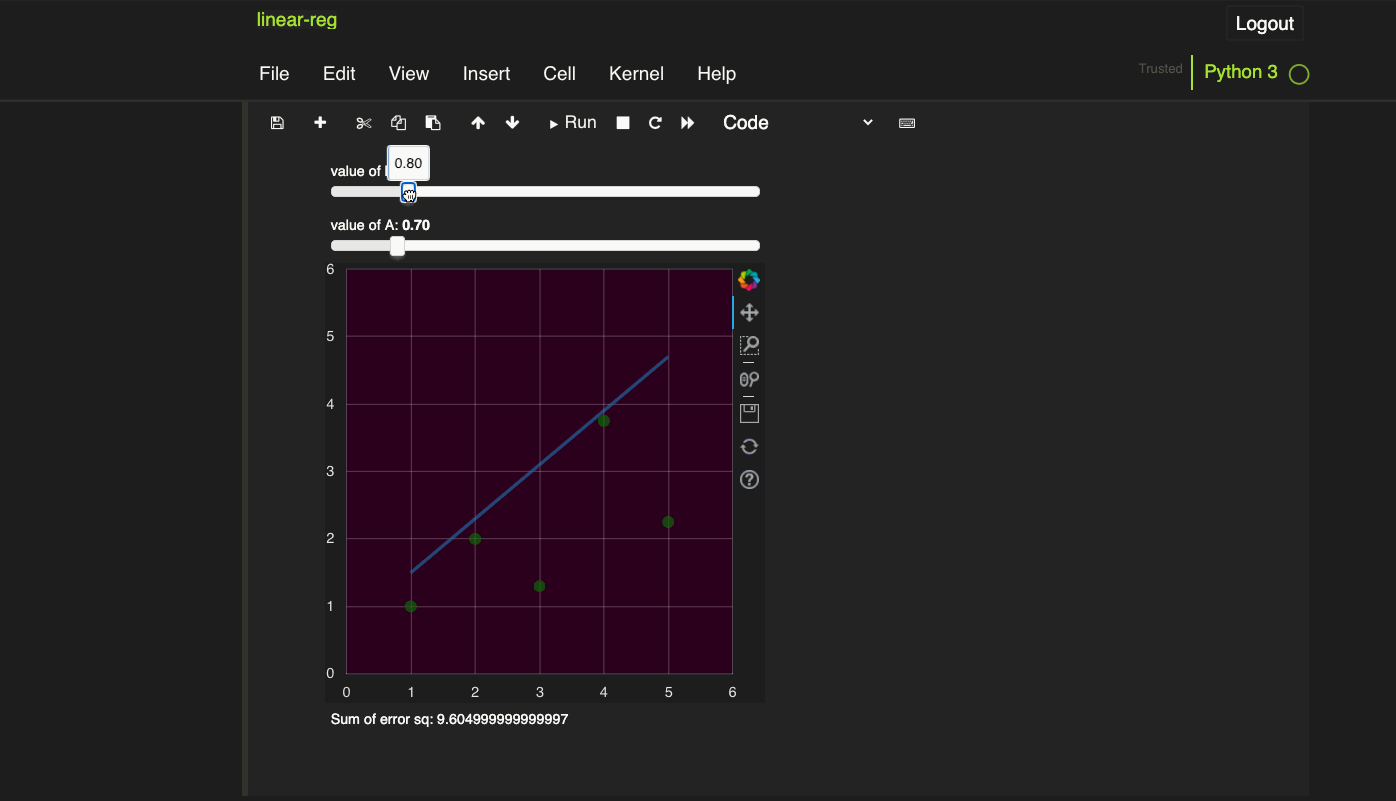 linear-reg
Logout
File Edit View Insert Cell Kernel Help
Trusted
Python 3
Run
Code
0.80
value of
value of A: 0.70
6
5
4
3
2
1
0
0 1 2 3 4 5 6
Sum of error sq: 9.604999999999997